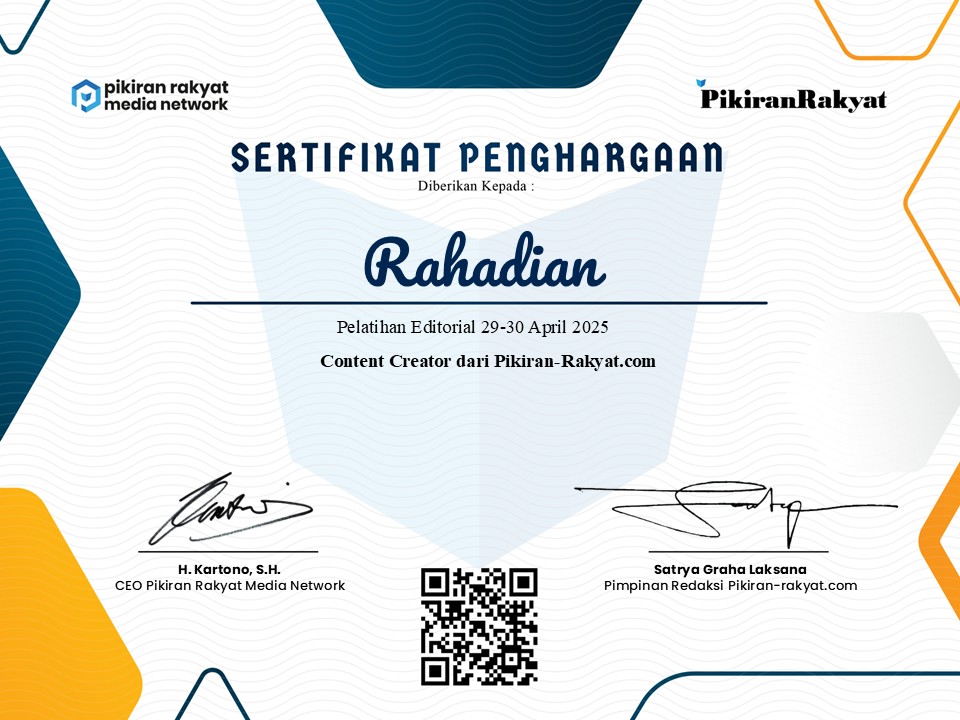 pikiran rakyat
media network
PikiranRakyat
SERTIFIKAT PENGHARGAAN
Diberikan Kepada :
Rahadian
Pelatihan Editorial 29-30 April 2025
Content Creator dari Pikiran-Rakyat.com
H. Kartono, S.H.
CEO Pikiran Rakyat Media Network
Satrya Graha Laksana
Pimpinan Redaksi Pikiran-rakyat.com